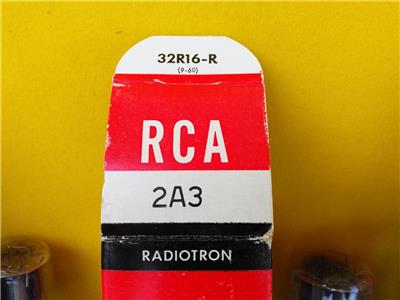 32R16-R
(9-60)
RCA
2A3
RADIOTRON